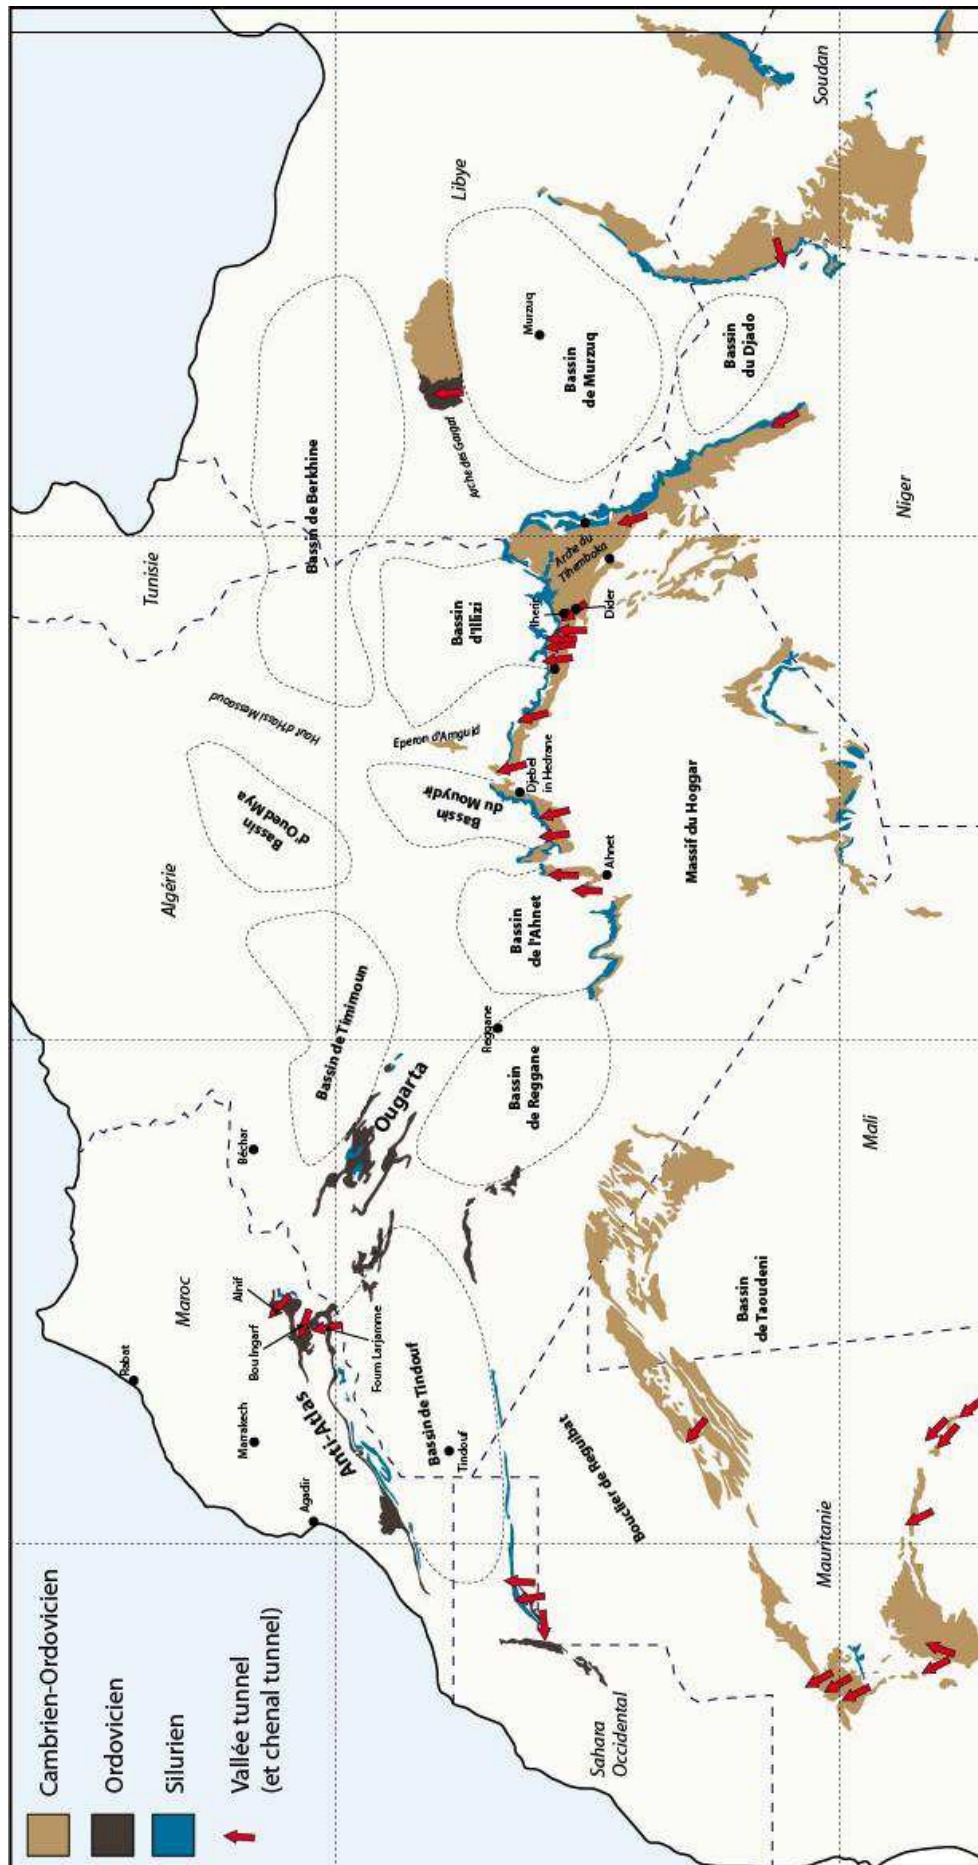 Cambrien-Ordovicien
Ordovicien
Silurien
Vallée tunnel
(et chenal tunnel)
Rabat
Marrakech
Agadir
Maroc
Alnif
Bou Ingarf
Foum Larjamme
Anti-Atlas
Béchar
Bassin de Tindouf
Tindouf
Ougarta
Bassin de Timimoun
Algérie
Bassin
d'Oued Mya
Haut d'Hassi Messaoud
Tunisie
Bassin de Berkhine
Libye
Arche des Gargaf
Murzuq
Bassin
de Murzuq
Bassin
d'Illizi
Eperon d'Amguid
Bassin
du Mouydir
Djebel
in Hedrane
Iherir
Dider
Arche du
Tihemboka
Bassin
de l'Ahnet
Ahnet
Reggane
Bassin
de Reggane
Massif du Hoggar
Bassin
du Djado
Soudan
Niger
Mali
Bassin
de Taoudeni
Bouclier de Reguibat
Mauritanie
Sahara
Occidental